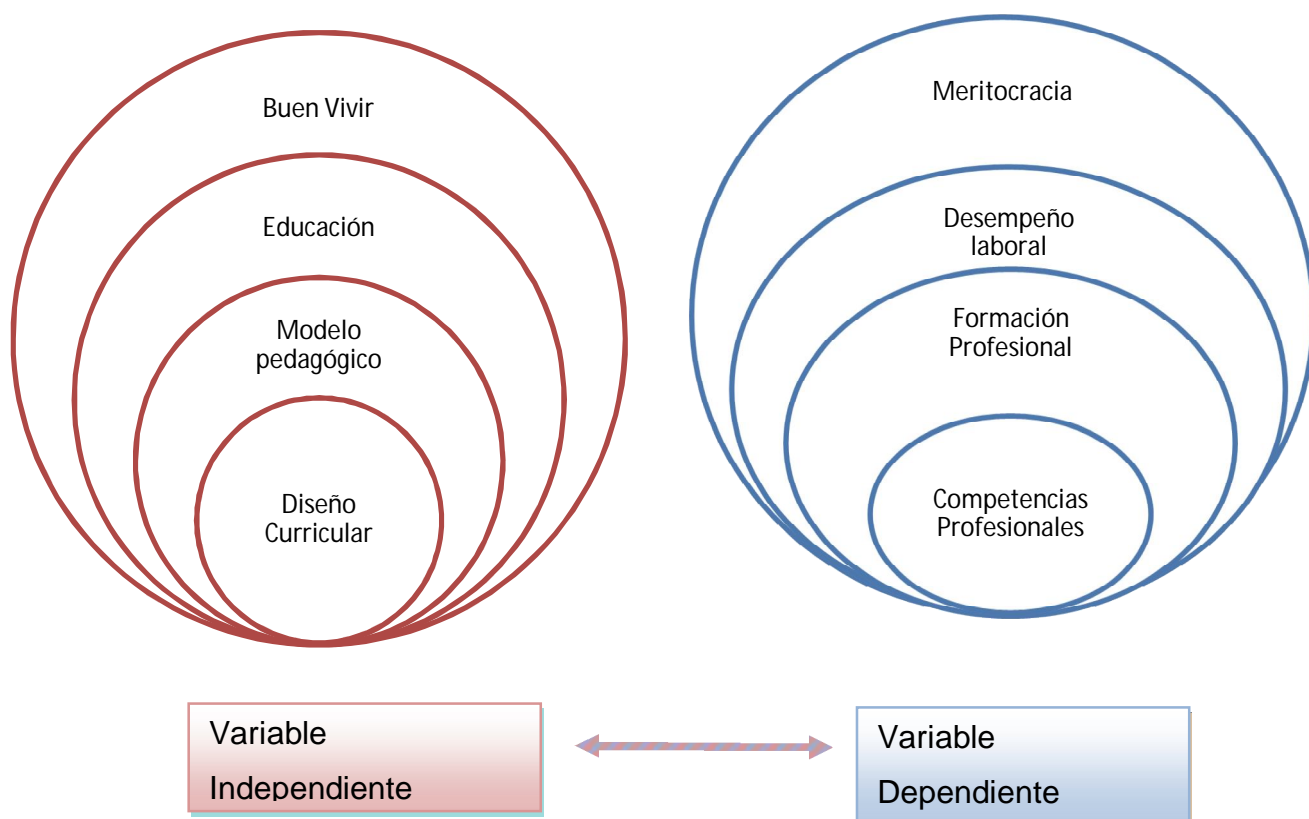 Buen Vivir
Educación
Modelo
pedagógico
Diseño
Curricular
Meritocracia
Desempeño
laboral
Formación
Profesional
Competencias
Profesionales
Variable
Independiente
Variable
Dependiente